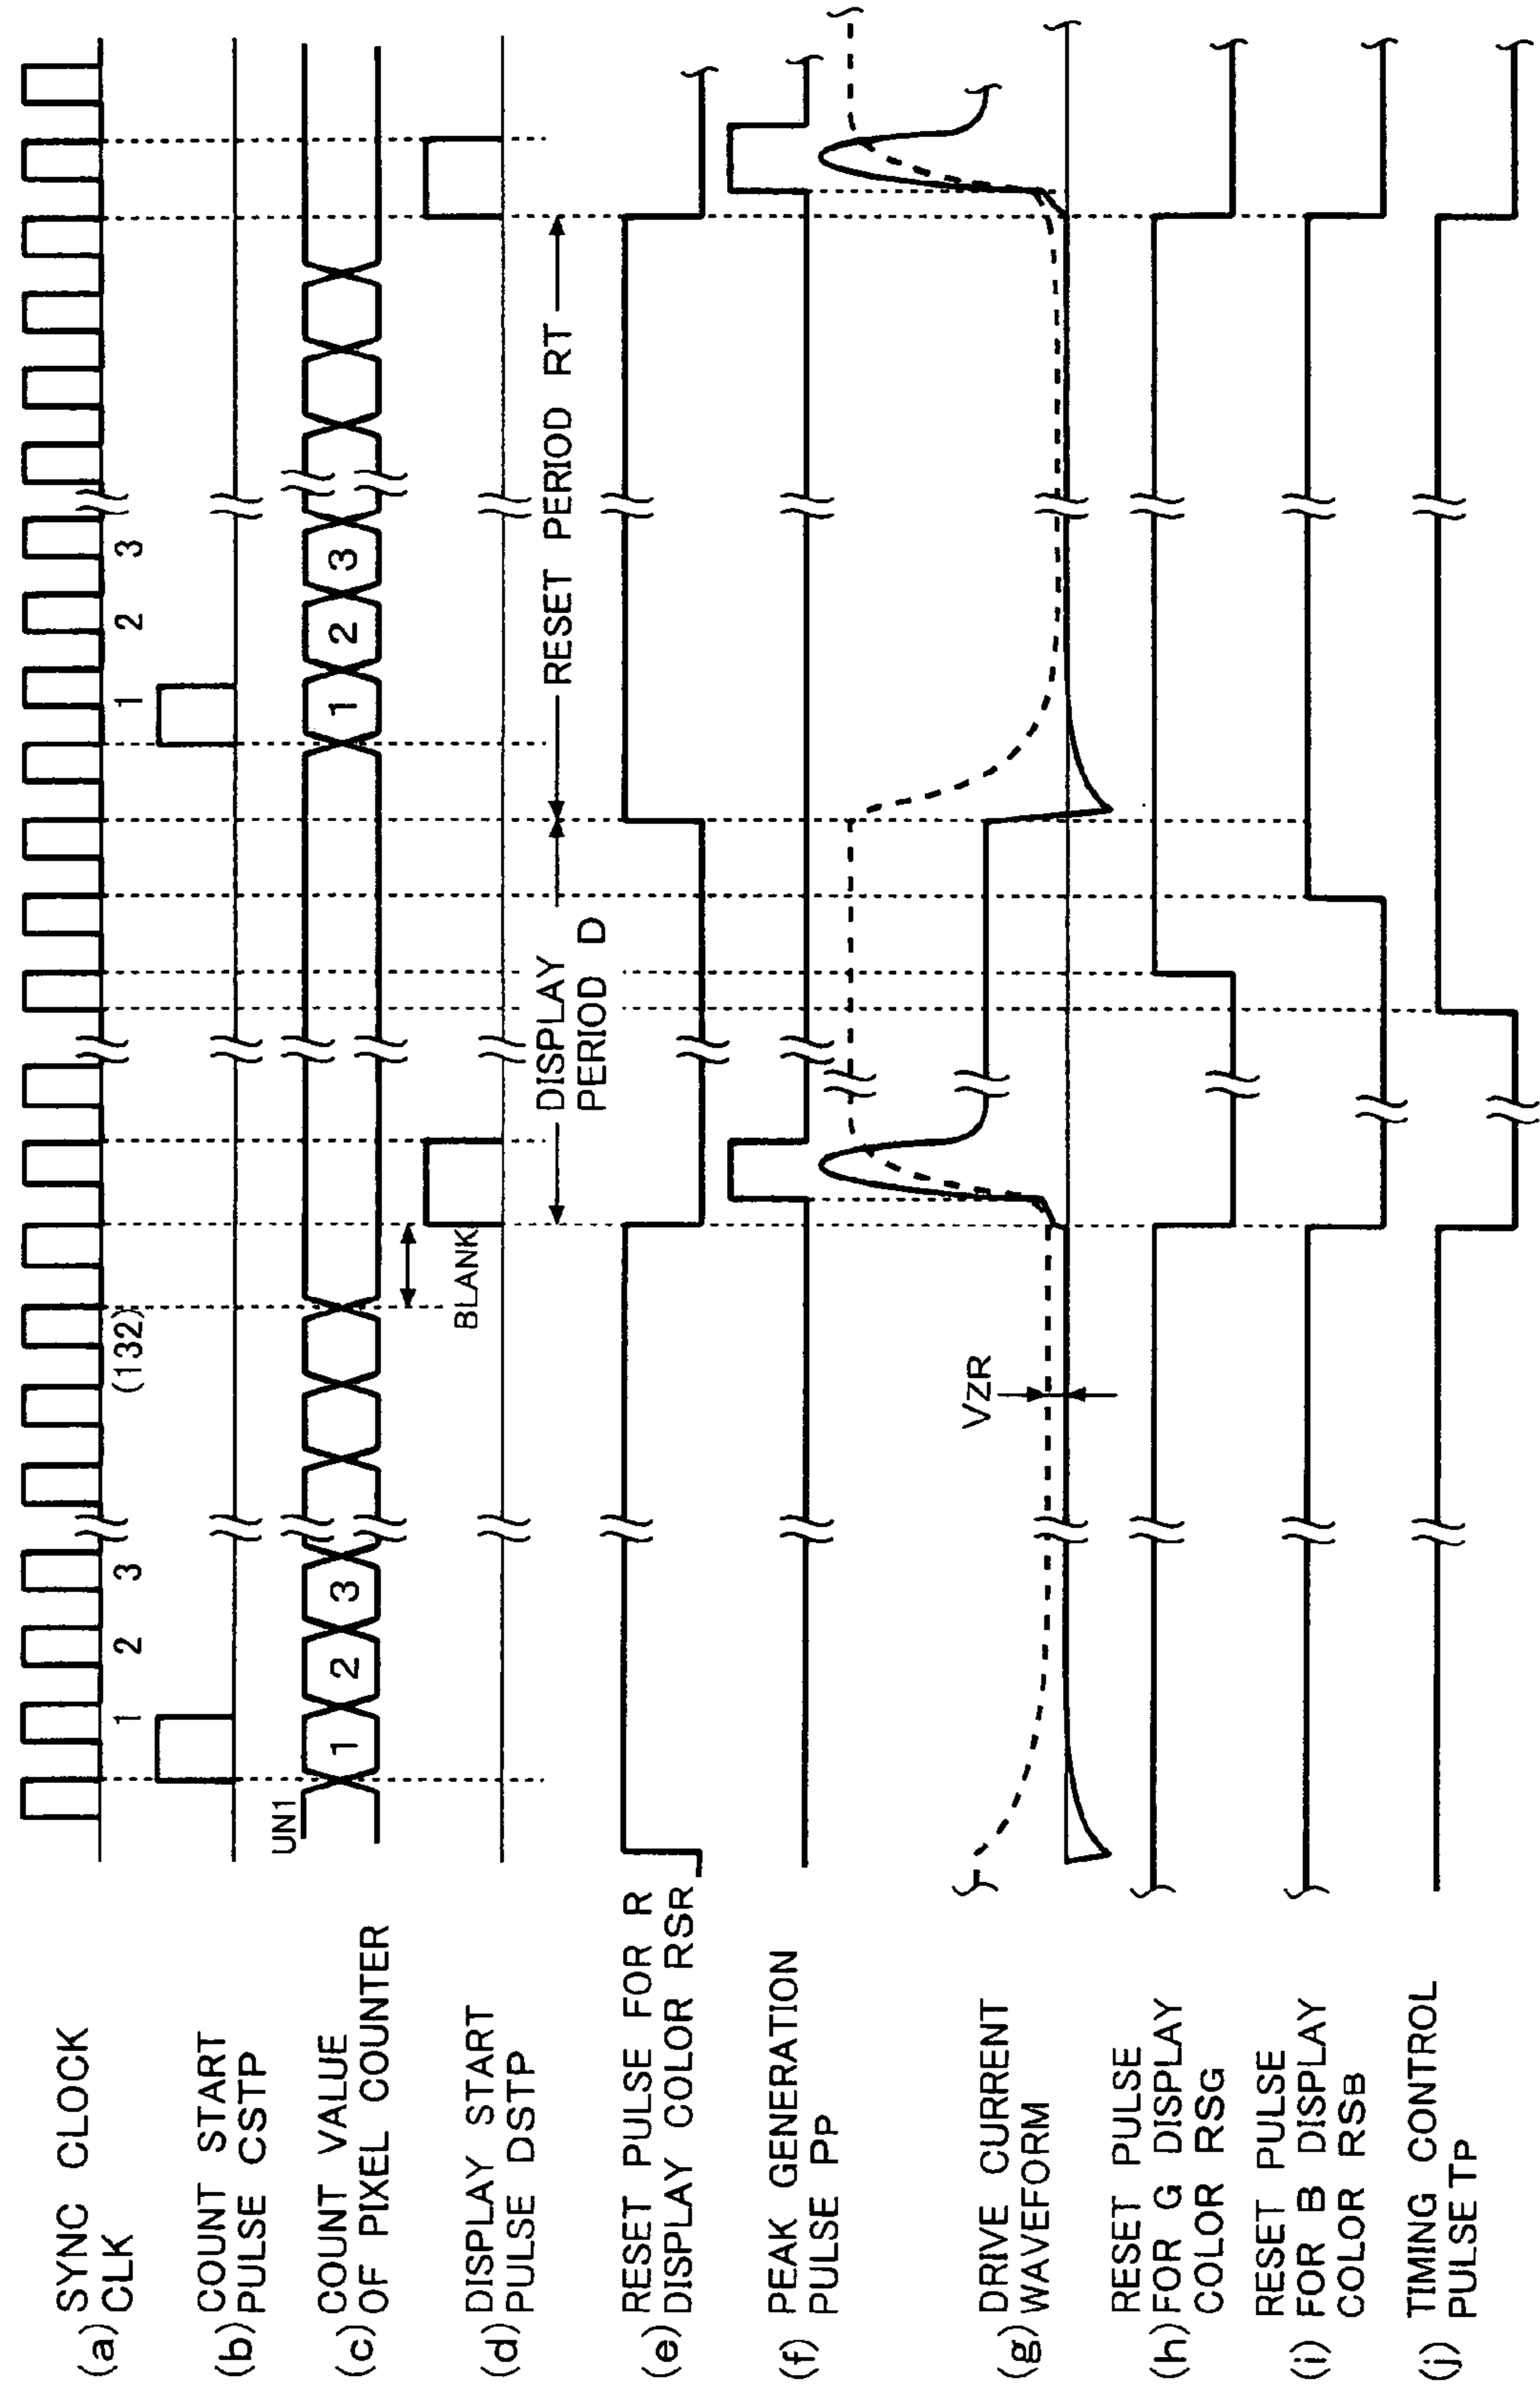 (a) SYNC CLOCK
CLK
1 2 3 (132) 1 2 3
(b) COUNT START
PULSE CSTP
(c) COUNT VALUE
OF PIXEL COUNTER
UN1 1 2 3 1 2 3
BLANK
(d) DISPLAY START
PULSE DSTP
DISPLAY
PERIOD D
RESET PERIOD RT
(e) RESET PULSE FOR R
DISPLAY COLOR RSR
(f) PEAK GENERATION
PULSE PP
VZR
(g) DRIVE CURRENT
WAVEFORM
(h) RESET PULSE
FOR G DISPLAY
COLOR RSG
(i) RESET PULSE
FOR B DISPLAY
COLOR RSB
(j) TIMING CONTROL
PULSE TP